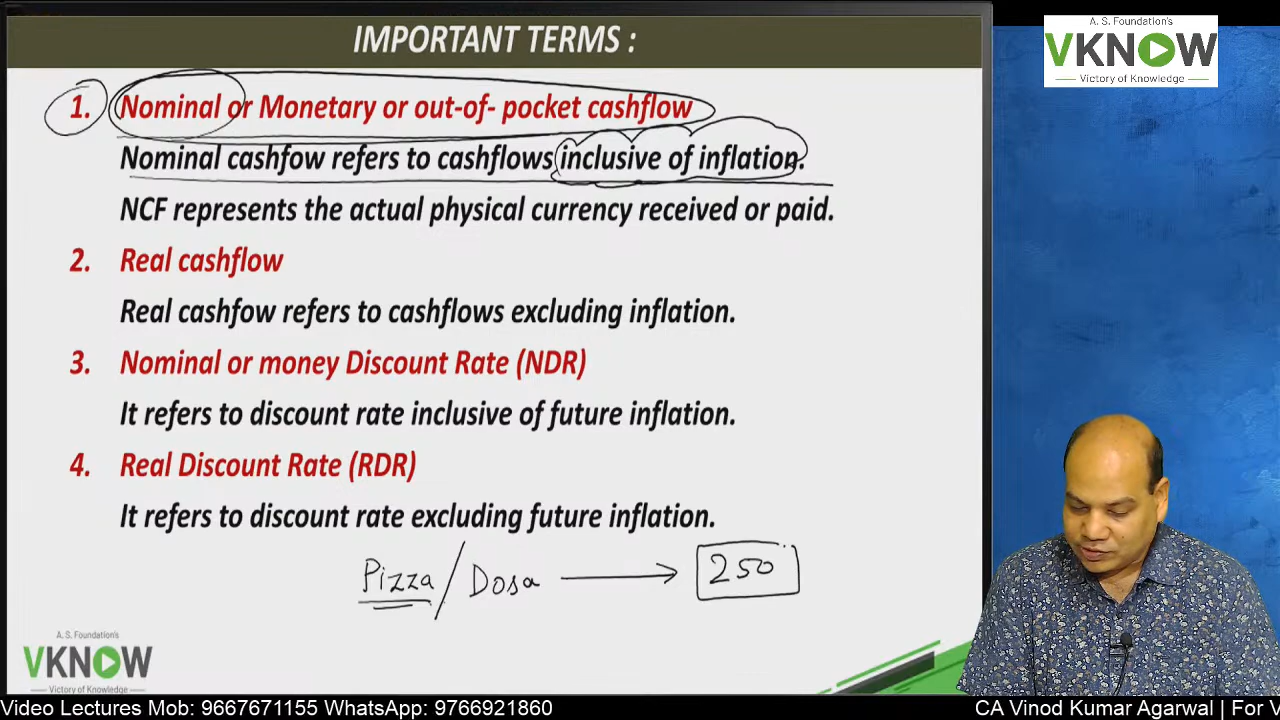 IMPORTANT TERMS :
A. S. Foundation's
VKNOW
Victory of Knowledge
1. Nominal or Monetary or out-of- pocket cashflow
Nominal cashfow refers to cashflows inclusive of inflation.
NCF represents the actual physical currency received or paid.
2. Real cashflow
Real cashfow refers to cashflows excluding inflation.
3. Nominal or money Discount Rate (NDR)
It refers to discount rate inclusive of future inflation.
4. Real Discount Rate (RDR)
It refers to discount rate excluding future inflation.
Pizza / Dosa → 250
A. S. Foundation's
VKNOW
Victory of Knowledge
Video Lectures Mob: 9667671155 WhatsApp: 9766921860
CA Vinod Kumar Agarwal | For V